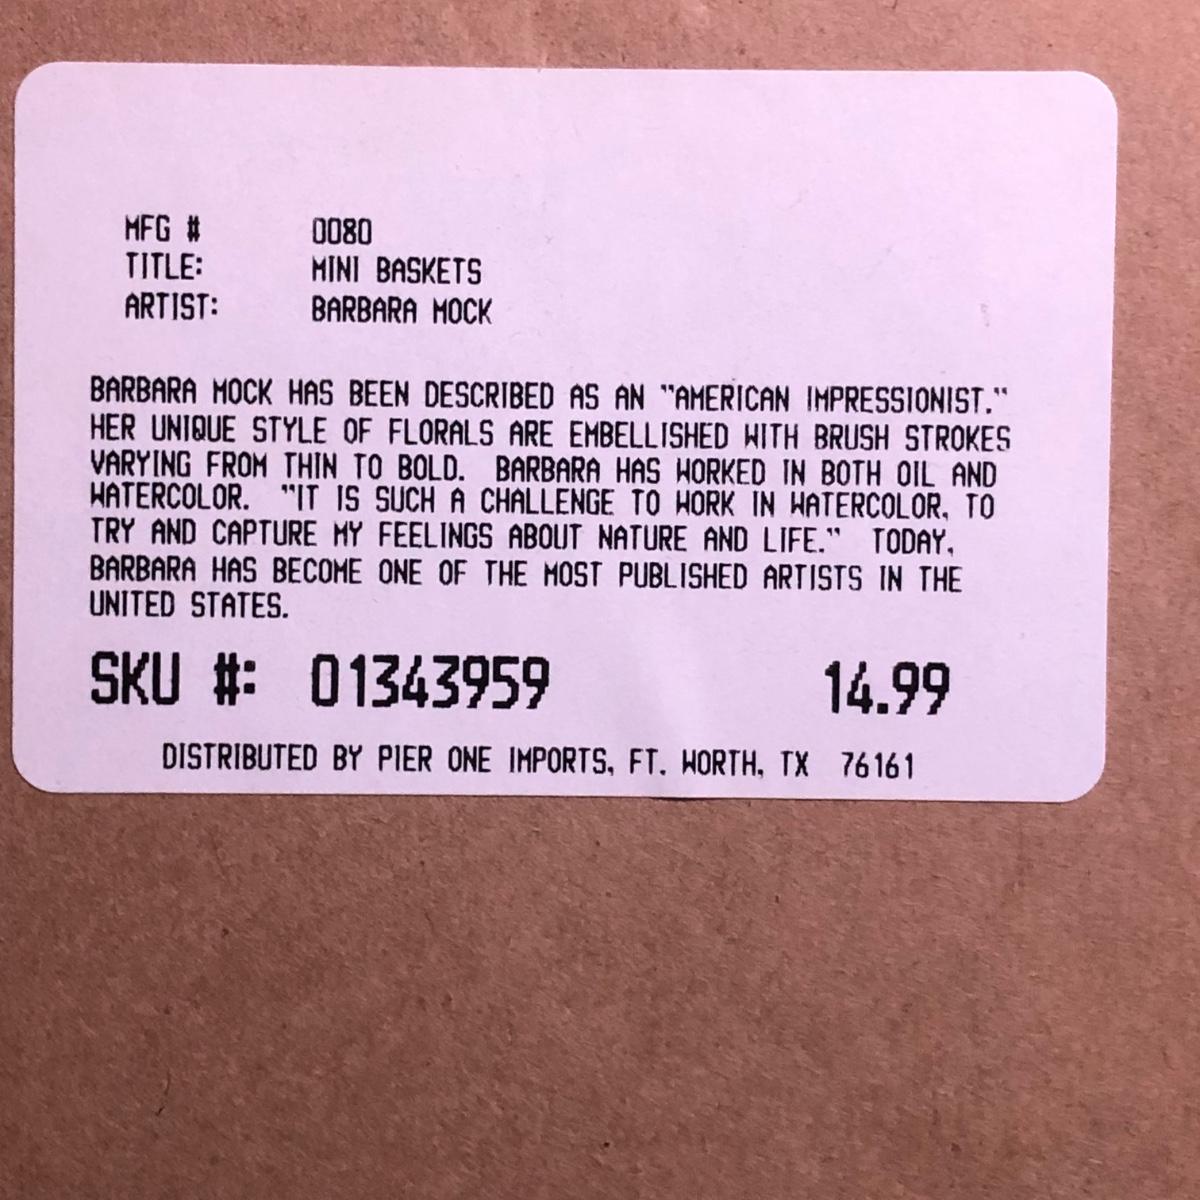 MFG # 0080
TITLE: MINI BASKETS
ARTIST: BARBARA MOCK
BARBARA MOCK HAS BEEN DESCRIBED AS AN "AMERICAN IMPRESSIONIST."
HER UNIQUE STYLE OF FLORALS ARE EMBELLISHED WITH BRUSH STROKES
VARYING FROM THIN TO BOLD. BARBARA HAS WORKED IN BOTH OIL AND
WATERCOLOR. "IT IS SUCH A CHALLENGE TO WORK IN WATERCOLOR, TO
TRY AND CAPTURE MY FEELINGS ABOUT NATURE AND LIFE." TODAY,
BARBARA HAS BECOME ONE OF THE MOST PUBLISHED ARTISTS IN THE
UNITED STATES.
SKU #: 01343959 14.99
DISTRIBUTED BY PIER ONE IMPORTS, FT. WORTH, TX 76161